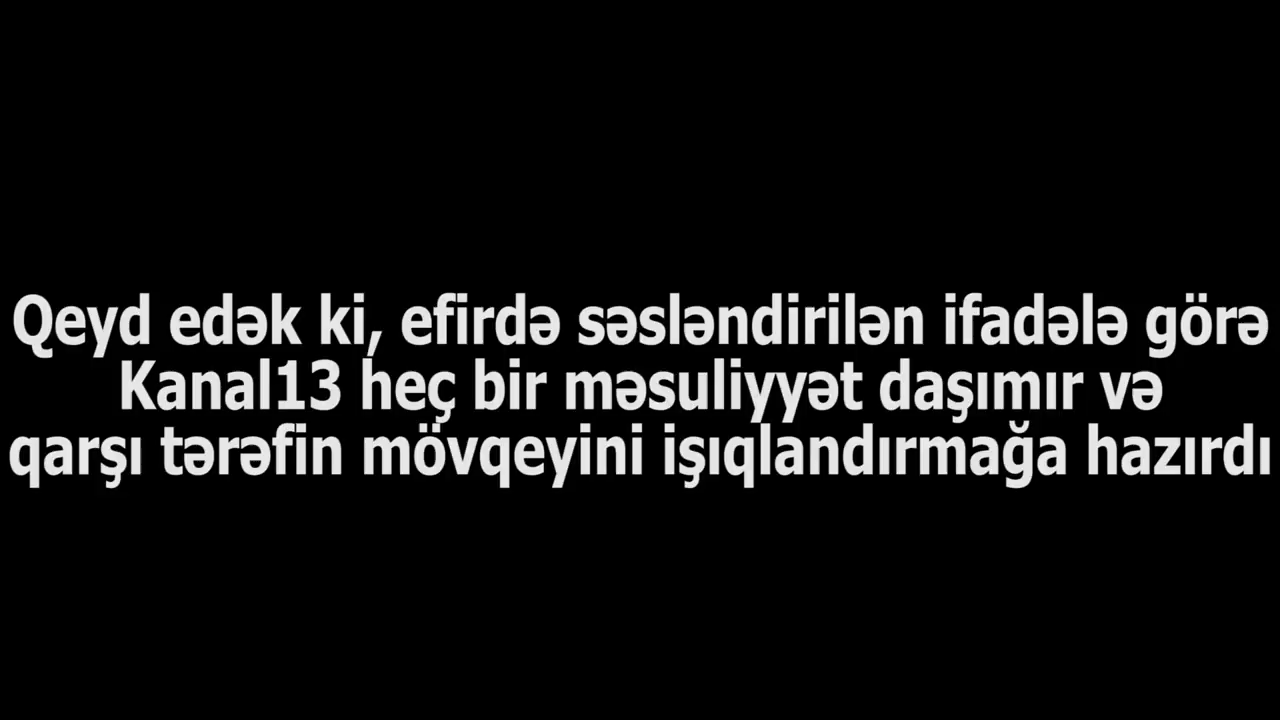 Qeyd edək ki, efirdə səsləndirilən ifadələ görə
Kanal13 heç bir məsuliyyət daşımır və
qarşı tərəfin mövqeyini işıqlandırmağa hazırdı